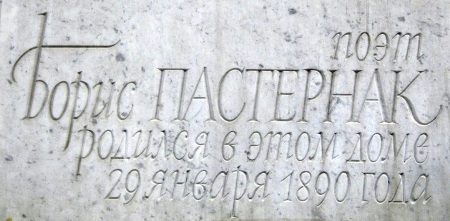 поэт
Борис ПАСТЕРНАК
родился в этом доме
29 января 1890 года